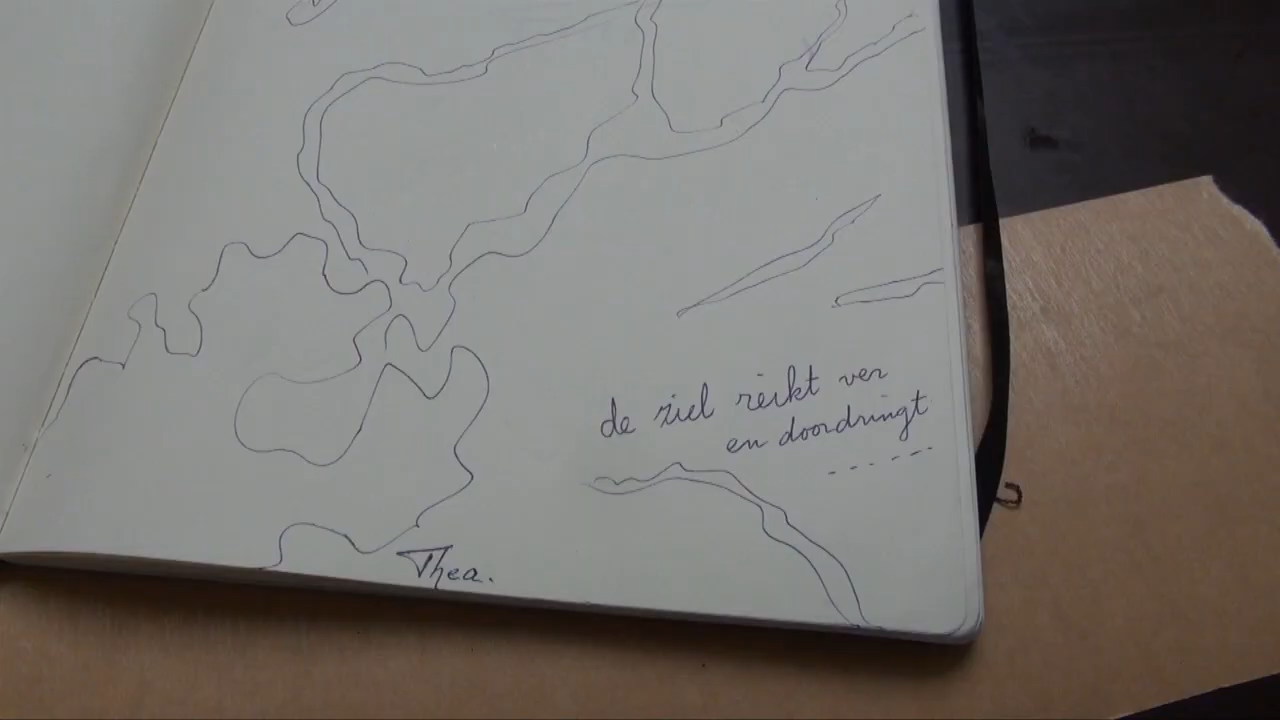 de ziel reikt ver
en doordringt
- - - - - -
Thea.